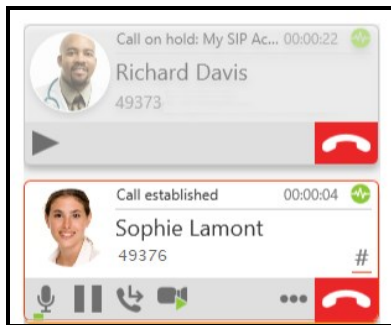 Call on hold: My SIP Ac... 00:00:22
Richard Davis
49373
Call established 00:00:04
Sophie Lamont
49376
#